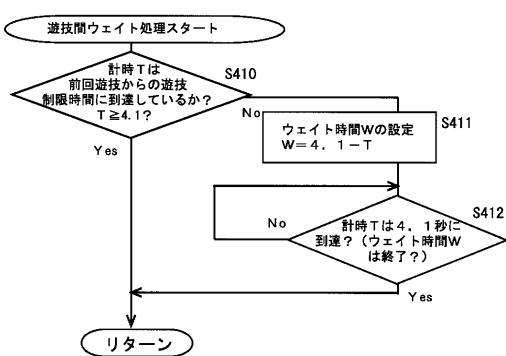 遊技間ウェイト処理スタート
計時Tは
前回遊技からの遊技
制限時間に到達しているか?
T≧4.1?
S410
No
Yes
ウェイト時間Wの設定
W=4.1-T
S411
計時Tは4.1秒に
到達?(ウェイト時間W
は終了?)
S412
No
Yes
リターン